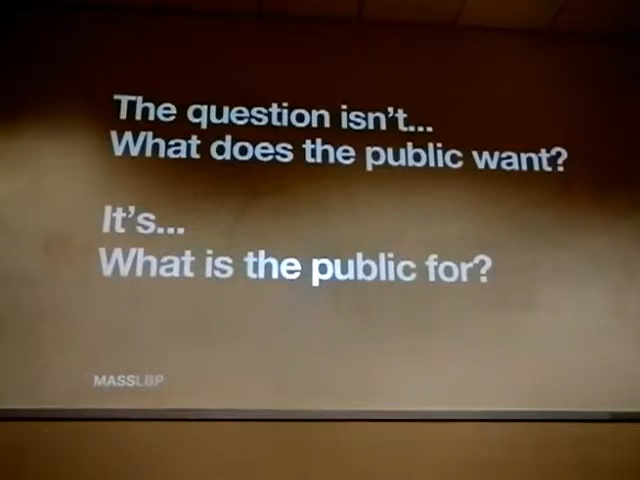 The question isn't...
What does the public want?
It's...
What is the public for?
MASSLBP